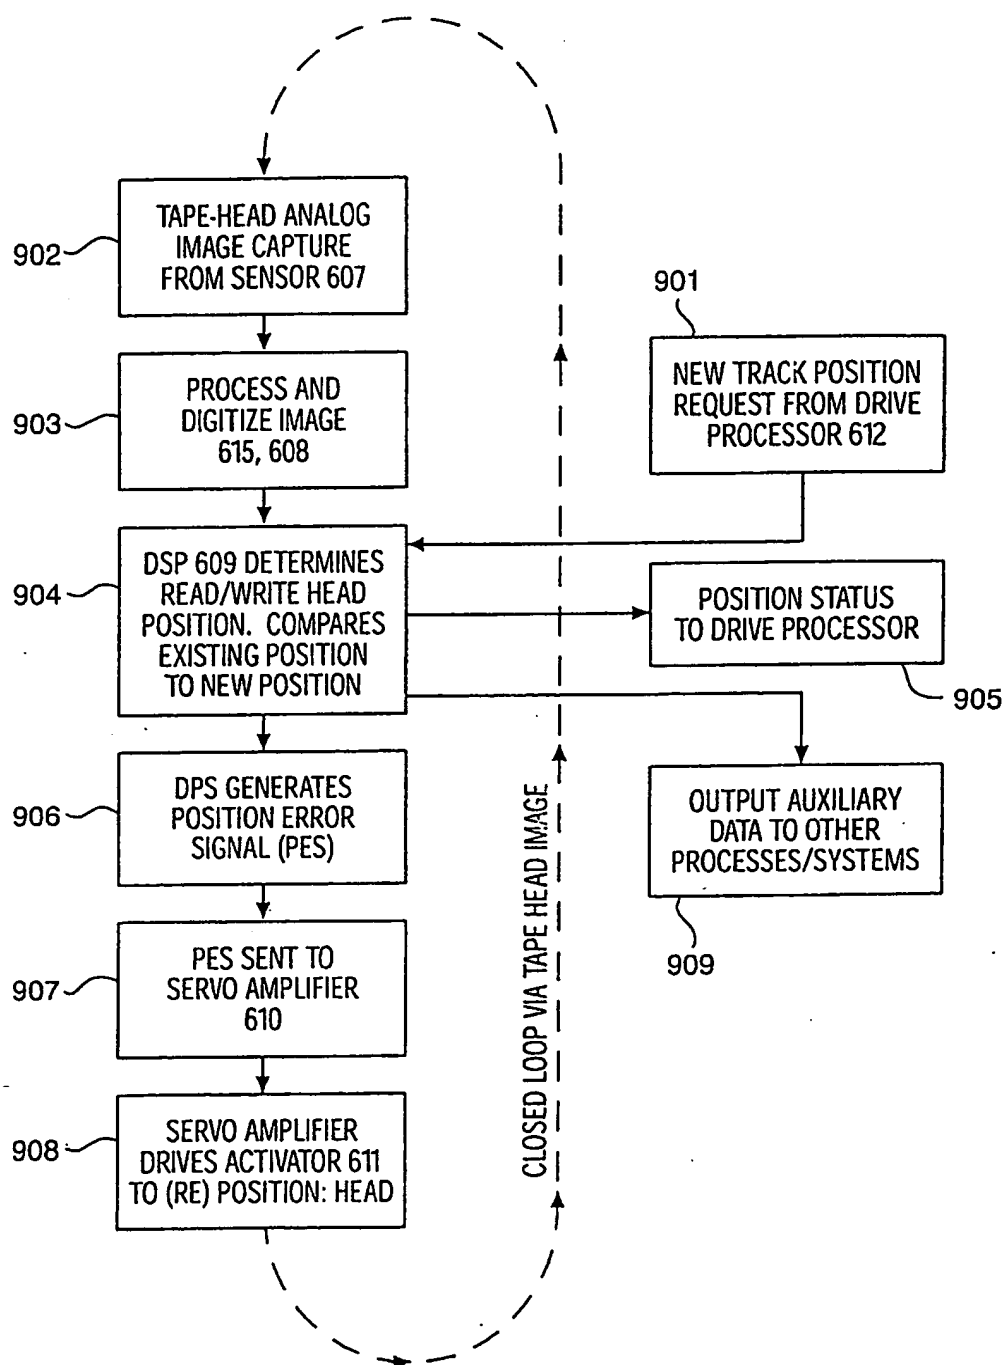 902
TAPE-HEAD ANALOG
IMAGE CAPTURE
FROM SENSOR 607
903
PROCESS AND
DIGITIZE IMAGE
615, 608
901
NEW TRACK POSITION
REQUEST FROM DRIVE
PROCESSOR 612
904
DSP 609 DETERMINES
READ/WRITE HEAD
POSITION. COMPARES
EXISTING POSITION
TO NEW POSITION
POSITION STATUS
TO DRIVE PROCESSOR
905
906
DPS GENERATES
POSITION ERROR
SIGNAL (PES)
OUTPUT AUXILIARY
DATA TO OTHER
PROCESSES/SYSTEMS
909
907
PES SENT TO
SERVO AMPLIFIER
610
908
SERVO AMPLIFIER
DRIVES ACTIVATOR 611
TO (RE) POSITION: HEAD
CLOSED LOOP VIA TAPE HEAD IMAGE